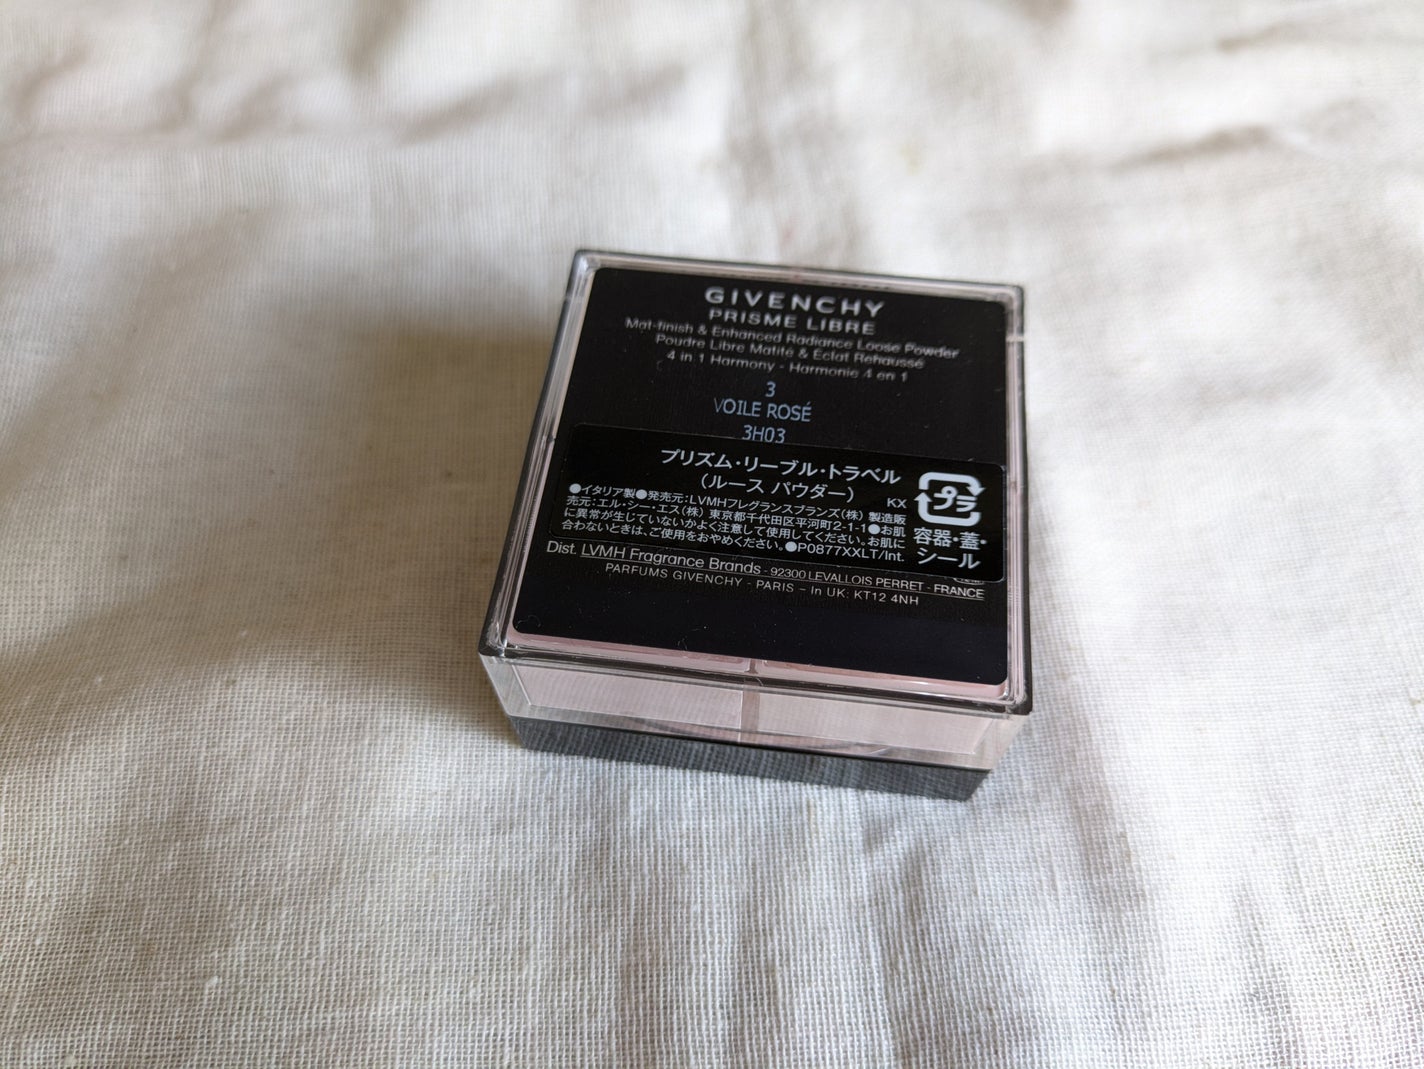 GIVENCHY
PRISME LIBRE
Mat-finish & Enhanced Radiance Loose Powder
Poudre Libre Matité & Éclat Rehaussé
4 in 1 Harmony - Harmonie 4 en 1
3
VOILE ROSÉ
3H03
プリズム・リーブル・トラベル
(ルース パウダー)
KX
プラ
●イタリア製●発売元:LVMHフレグランスブランズ(株) 製造販
売元:エル・シー・エス(株) 東京都千代田区平河町2-1-1●お肌
に異常が生じていないかよく注意して使用してください。お肌に
合わないときは、ご使用をおやめください。●P0877XXLT/Int.
容器・蓋・
シール
Dist. LVMH Fragrance Brands - 92300 LEVALLOIS PERRET - FRANCE
PARFUMS GIVENCHY - PARIS - In UK: KT12 4NH